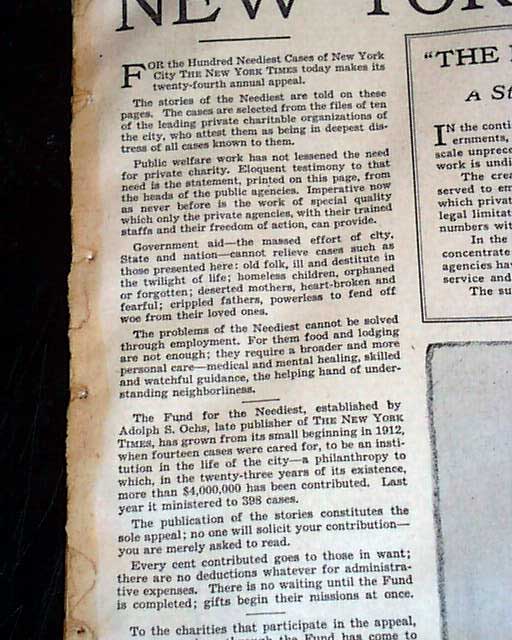 NEW YOR
FOR the Hundred Neediest Cases of New York
City THE NEW YORK TIMES today makes its
twenty-fourth annual appeal.
The stories of the Neediest are told on these
pages. The cases are selected from the files of ten
of the leading private charitable organizations of
the city, who attest them as being in deepest dis-
tress of all cases known to them.
Public welfare work has not lessened the need
for private charity. Eloquent testimony to that
need is the statement, printed on this page, from
the heads of the public agencies. Imperative now
as never before is the work of special quality
which only the private agencies, with their trained
staffs and their freedom of action, can provide.
Government aid—the massed effort of city,
State and nation—cannot relieve cases such as
those presented here: old folk, ill and destitute in
the twilight of life; homeless children, orphaned
or forgotten; deserted mothers, heart-broken and
fearful; crippled fathers, powerless to fend off
woe from their loved ones.
The problems of the Neediest cannot be solved
through employment. For them food and lodging
are not enough; they require a broader and more
personal care—medical and mental healing, skilled
and watchful guidance, the helping hand of under-
standing neighborliness.
The Fund for the Neediest, established by
Adolph S. Ochs, late publisher of THE NEW YORK
TIMES, has grown from its small beginning in 1912,
when fourteen cases were cared for, to be an insti-
tution in the life of the city—a philanthropy to
which, in the twenty-three years of its existence,
more than $4,000,000 has been contributed. Last
year it ministered to 398 cases.
The publication of the stories constitutes the
sole appeal; no one will solicit your contribution—
you are merely asked to read.
Every cent contributed goes to those in want;
there are no deductions whatever for administra-
tive expenses. There is no waiting until the Fund
is completed; gifts begin their missions at once.
To the charities that participate in the appeal,
through the Fund has come to
"THE
A St
IN the conti
ernments,
scale unprece
work is undi
The crea
served to em
which privat
legal limitat
numbers wit
In the
concentrate
agencies hav
service and
The su